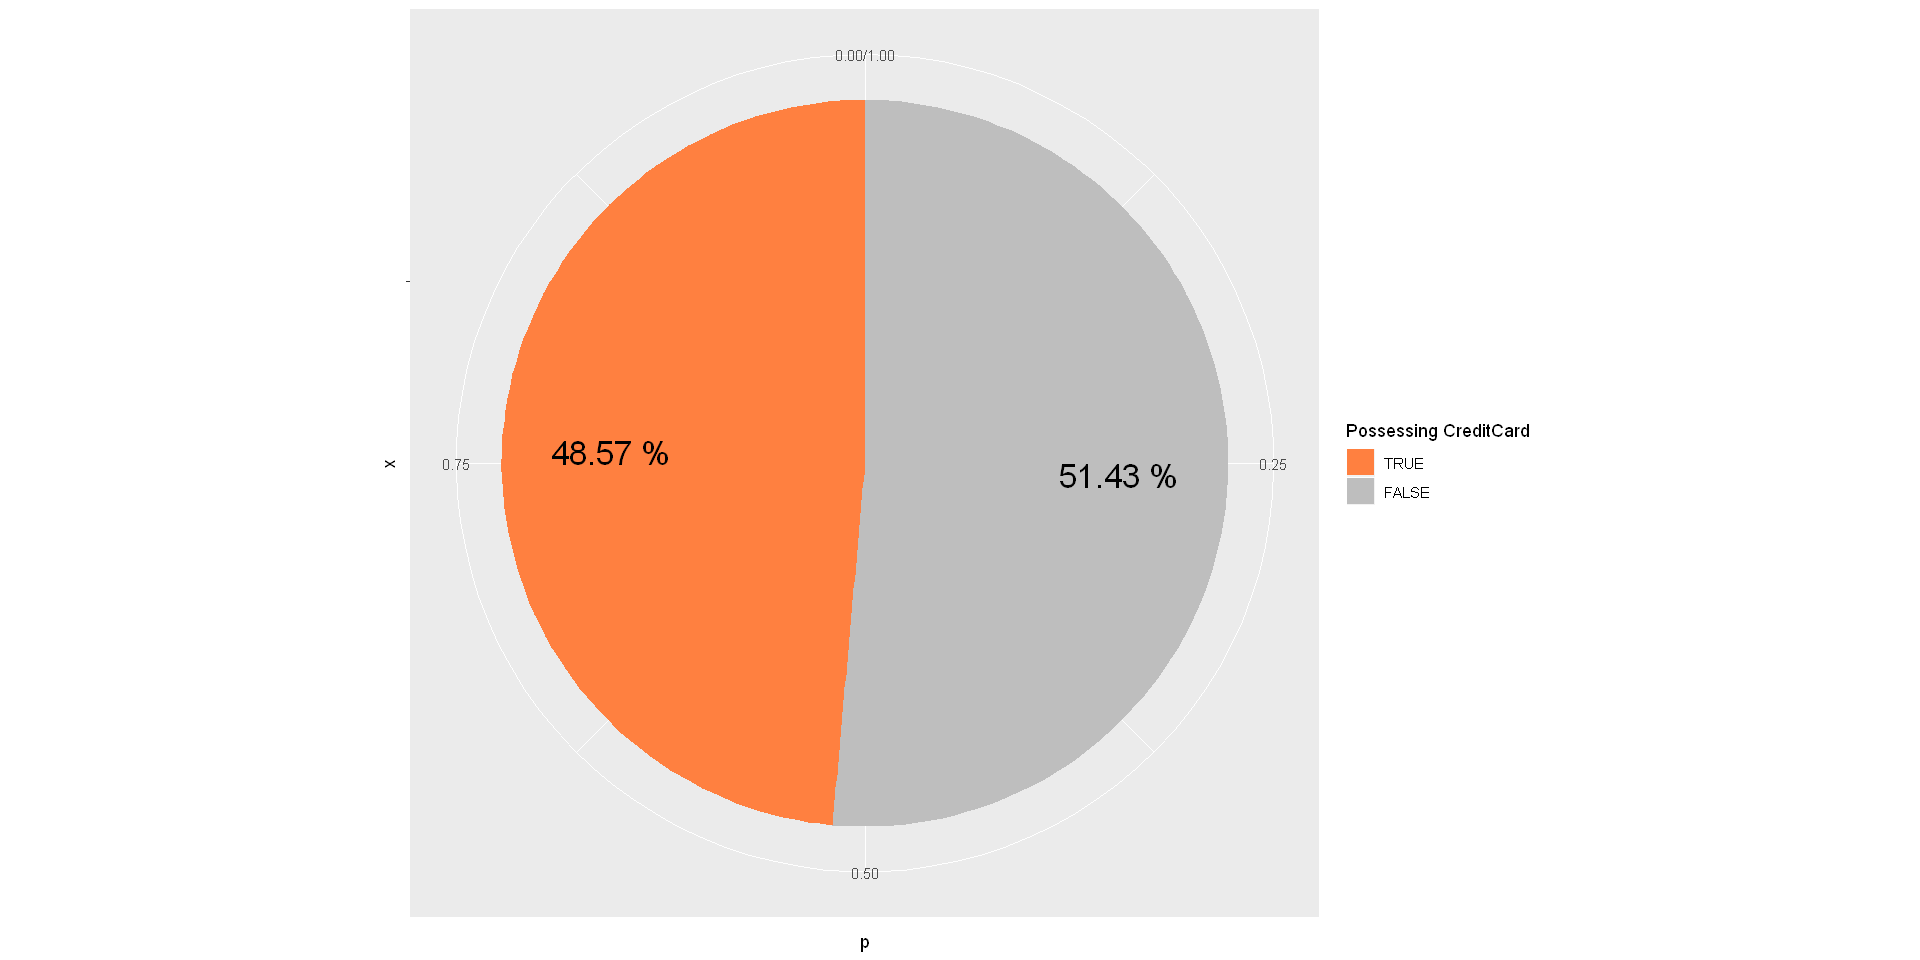 0.00/1.00
48.57 %
51.43 %
0.75
0.25
0.50
x
p
Possessing CreditCard
TRUE
FALSE